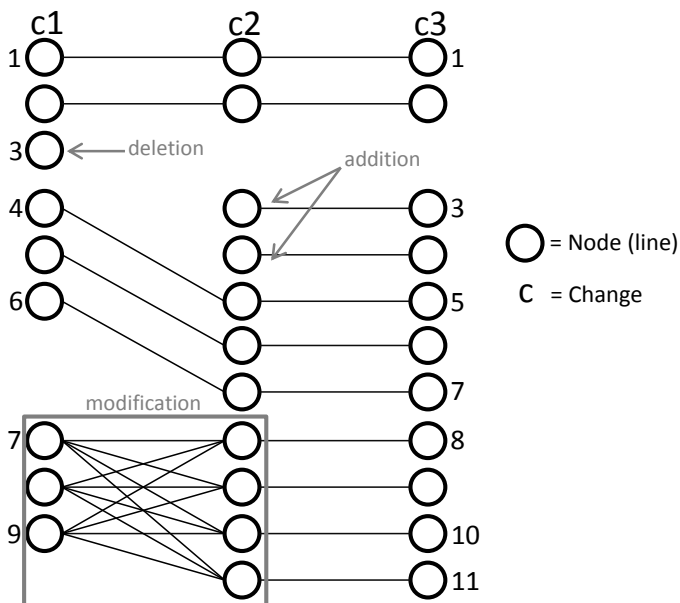 c1 c2 c3
1 1
3 deletion
addition
4 3
= Node (line)
6 5
c = Change
modification 7
7 8
9 10
11